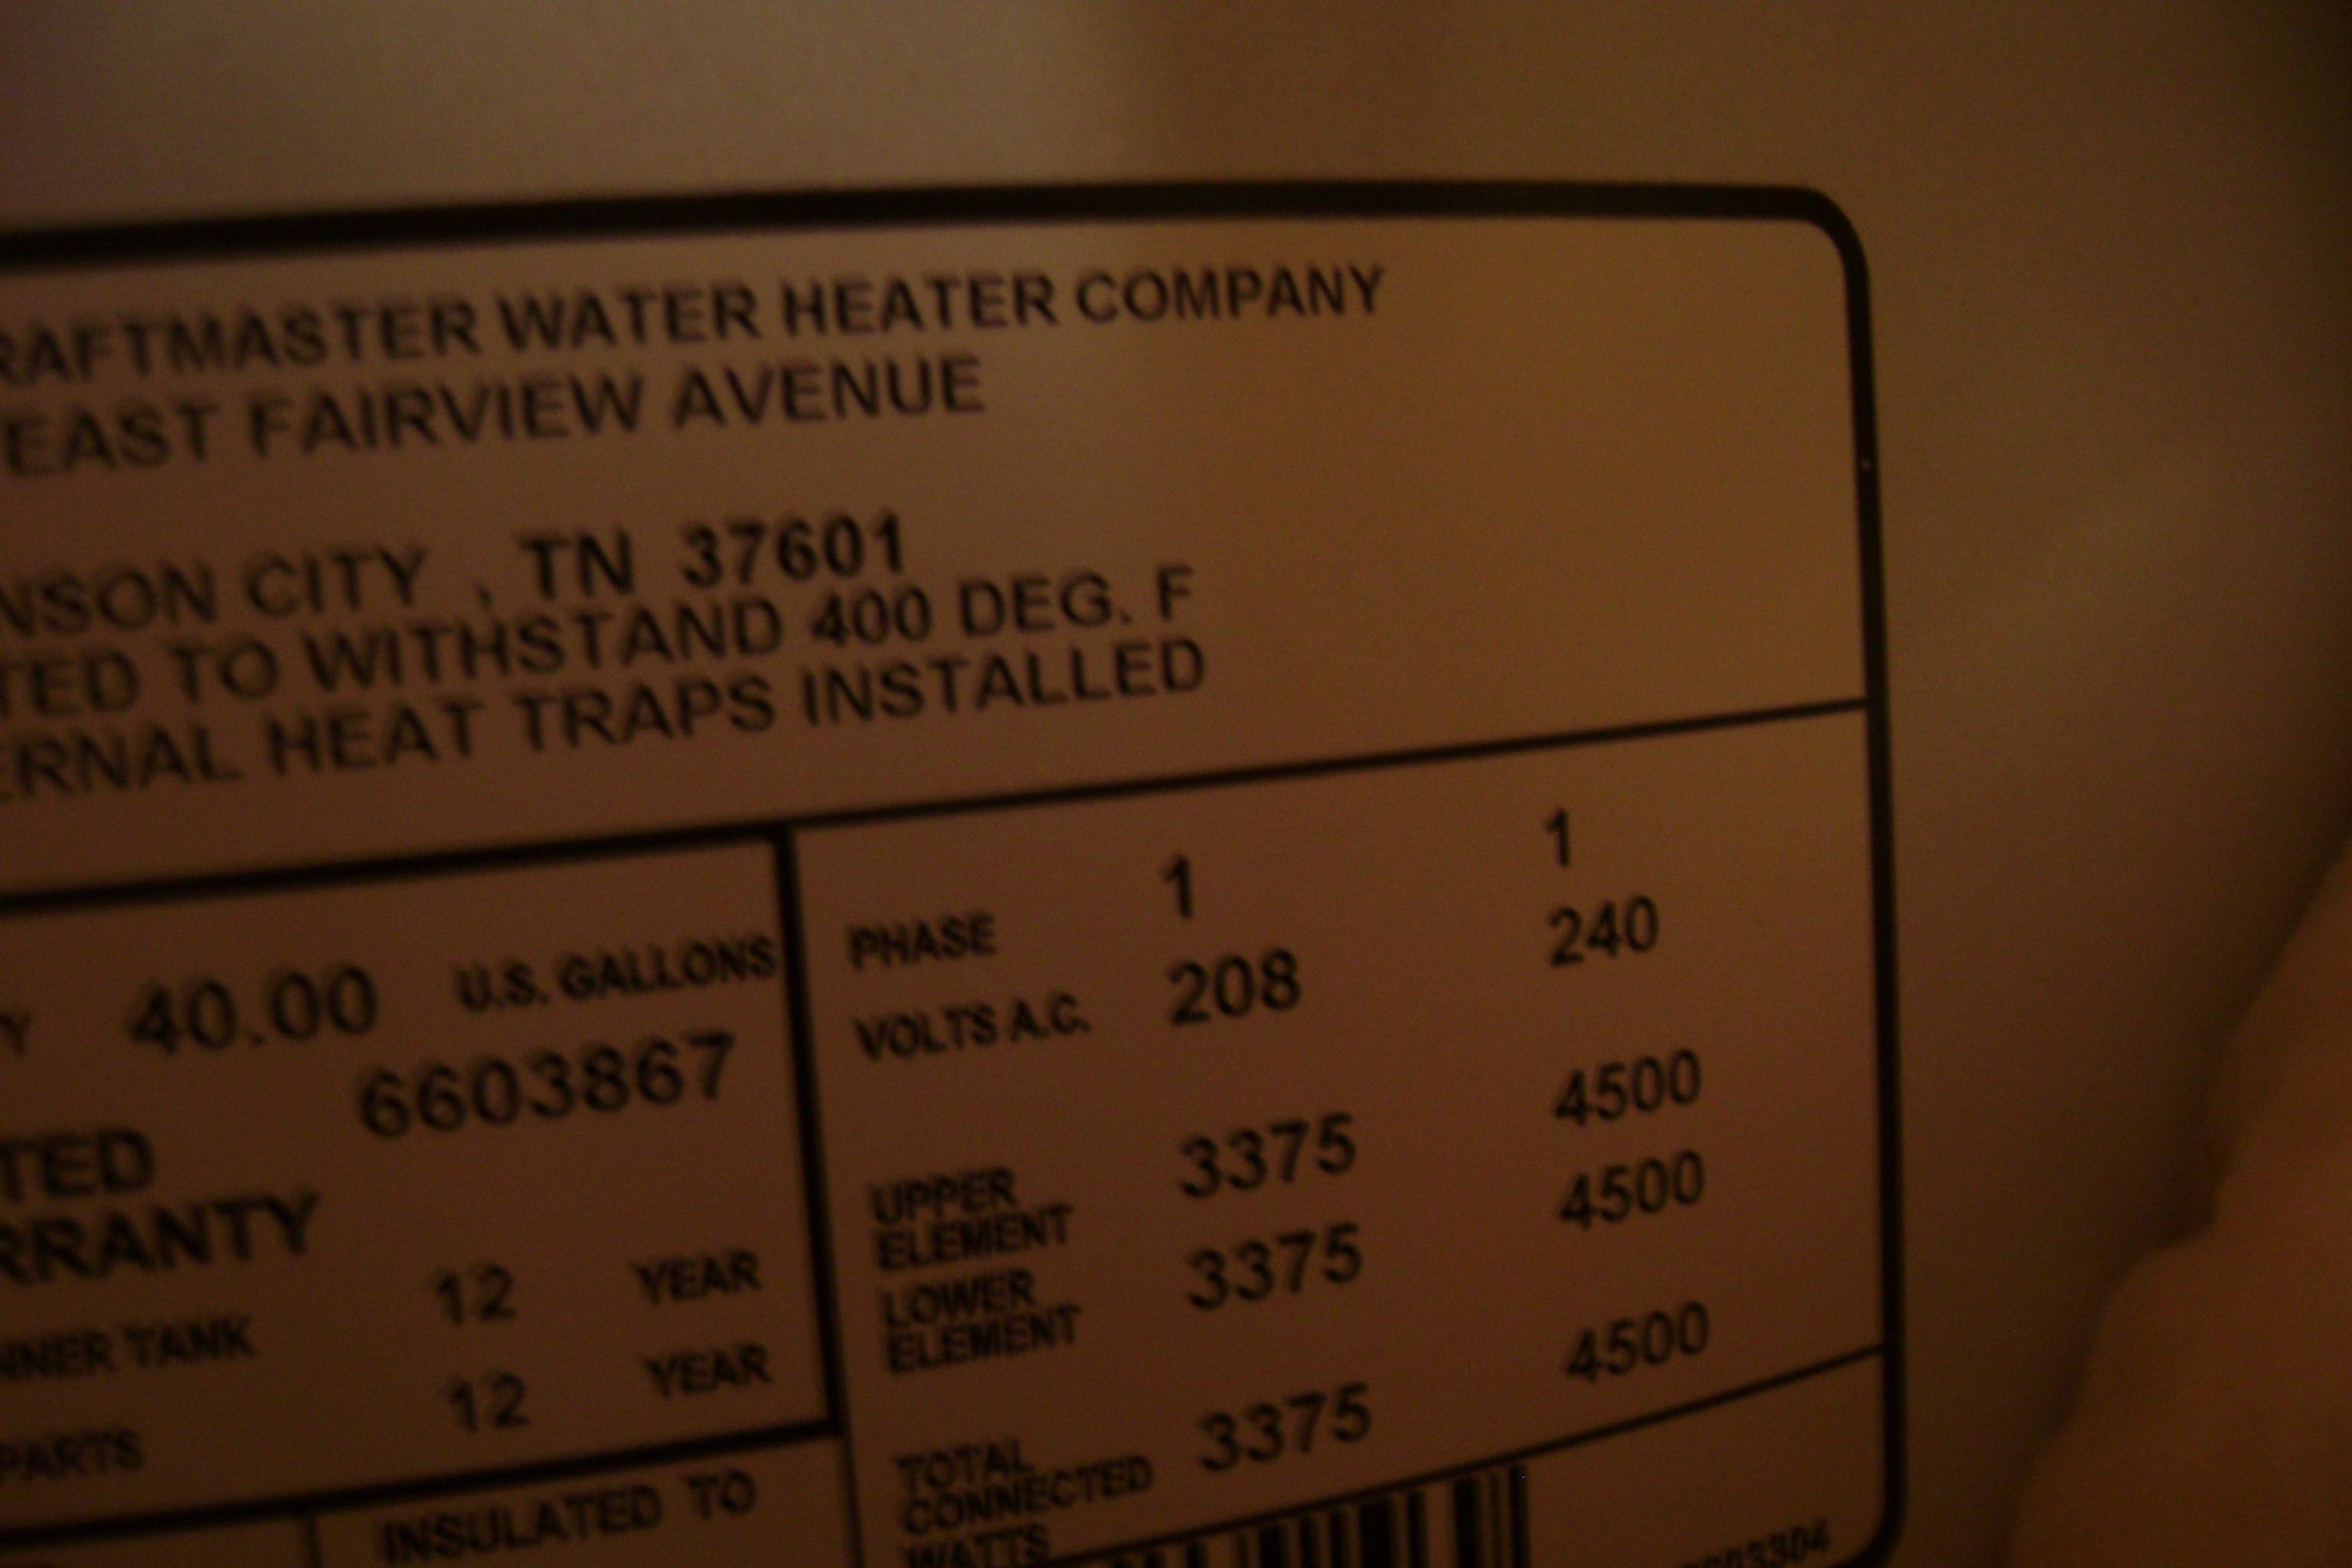 RAFTMASTER WATER HEATER COMPANY
EAST FAIRVIEW AVENUE
NSON CITY , TN 37601
TED TO WITHSTAND 400 DEG. F
ERNAL HEAT TRAPS INSTALLED
Y 40.00 U.S. GALLONS
6603867
TED
RRANTY
NNER TANK 12 YEAR
PARTS 12 YEAR
INSULATED TO
PHASE 1 1
VOLTS A.C. 208 240
UPPER ELEMENT 3375 4500
LOWER ELEMENT 3375 4500
TOTAL CONNECTED WATTS 3375 4500
003304